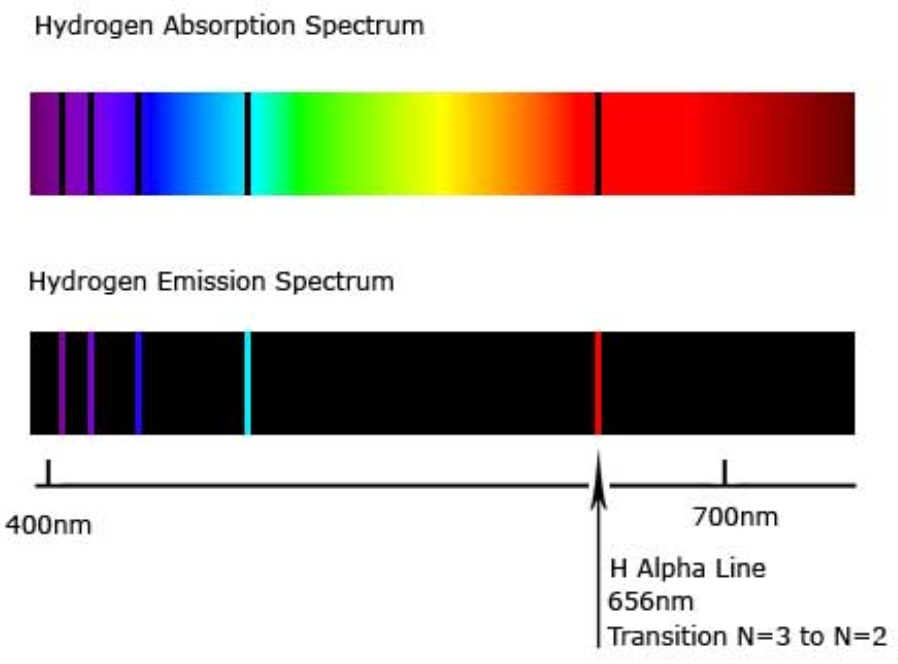 Hydrogen Absorption Spectrum
Hydrogen Emission Spectrum
400nm
700nm
H Alpha Line
656nm
Transition N=3 to N=2